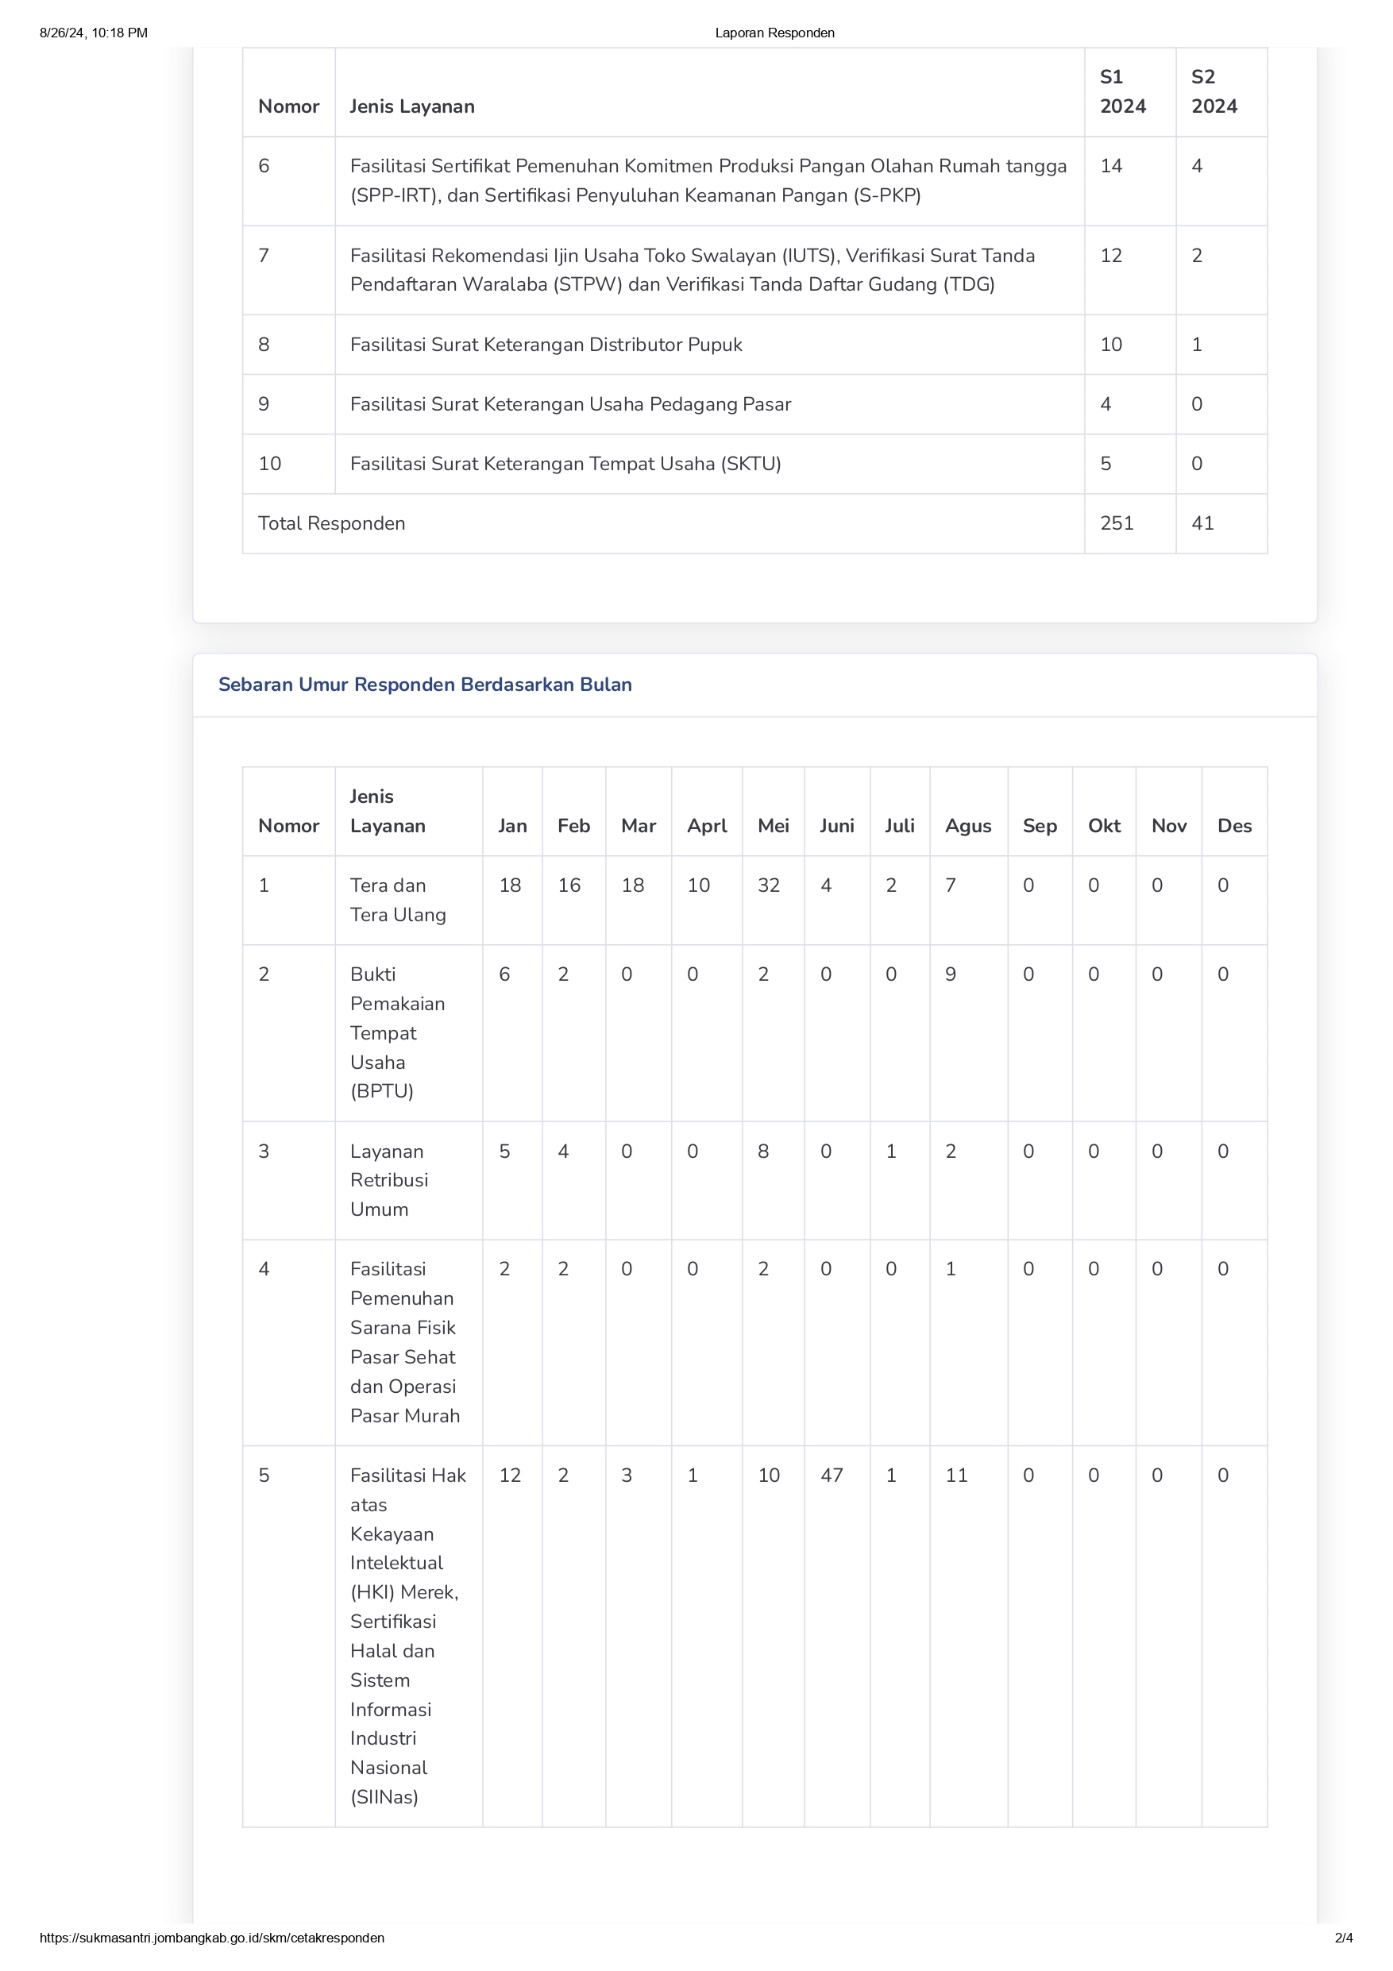 8/26/24, 10:18 PM
Laporan Responden
Nomor Jenis Layanan S1 2024 S2 2024
6 Fasilitasi Sertifikat Pemenuhan Komitmen Produksi Pangan Olahan Rumah tangga 14 4
(SPP-IRT), dan Sertifikasi Penyuluhan Keamanan Pangan (S-PKP)
7 Fasilitasi Rekomendasi Ijin Usaha Toko Swalayan (IUTS), Verifikasi Surat Tanda 12 2
Pendaftaran Waralaba (STPW) dan Verifikasi Tanda Daftar Gudang (TDG)
8 Fasilitasi Surat Keterangan Distributor Pupuk 10 1
9 Fasilitasi Surat Keterangan Usaha Pedagang Pasar 4 0
10 Fasilitasi Surat Keterangan Tempat Usaha (SKTU) 5 0
Total Responden 251 41
Sebaran Umur Responden Berdasarkan Bulan
Jenis
Nomor Layanan Jan Feb Mar Aprl Mei Juni Juli Agus Sep Okt Nov Des
1 Tera dan 18 16 18 10 32 4 2 7 0 0 0 0
Tera Ulang
2 Bukti 6 2 0 0 2 0 0 9 0 0 0 0
Pemakaian
Tempat
Usaha
(BPTU)
3 Layanan 5 4 0 0 8 0 1 2 0 0 0 0
Retribusi
Umum
4 Fasilitasi 2 2 0 0 2 0 0 1 0 0 0 0
Pemenuhan
Sarana Fisik
Pasar Sehat
dan Operasi
Pasar Murah
5 Fasilitasi Hak 12 2 3 1 10 47 1 11 0 0 0 0
atas
Kekayaan
Intelektual
(HKI) Merek,
Sertifikasi
Halal dan
Sistem
Informasi
Industri
Nasional
(SIINas)
https://sukmasantri.jombangkab.go.id/skm/cetakresponden
2/4